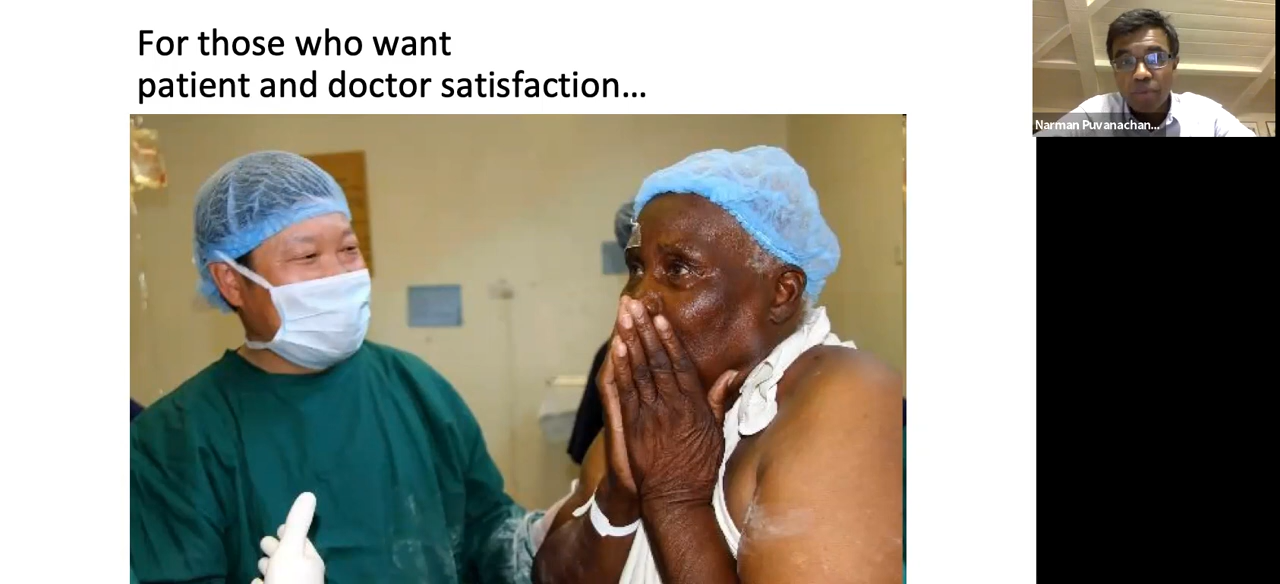 For those who want
patient and doctor satisfaction...
Narman Puvanachan...